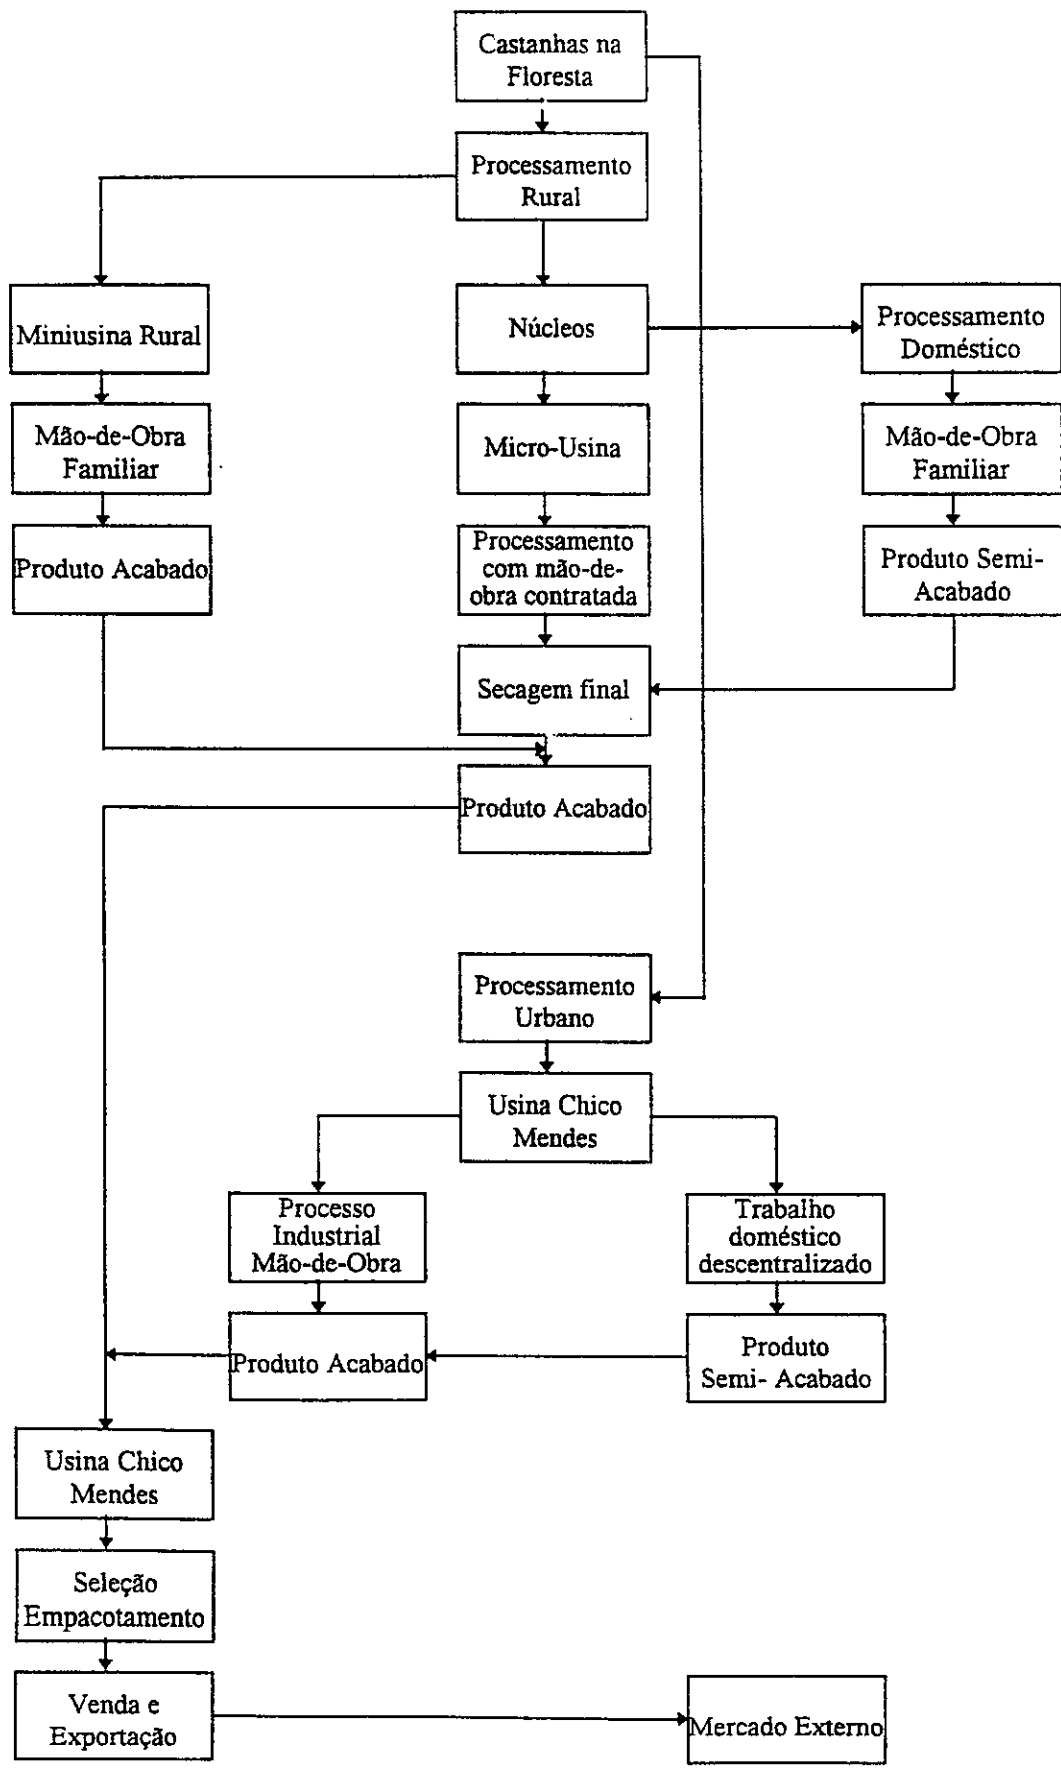 Castanhas na
Floresta
Processamento
Rural
Miniusina Rural
Núcleos
Processamento
Doméstico
Mão-de-Obra
Familiar
Micro-Usina
Mão-de-Obra
Familiar
Produto Acabado
Processamento
com mão-de-
obra contratada
Produto Semi-
Acabado
Secagem final
Produto Acabado
Processamento
Urbano
Usina Chico
Mendes
Processo
Industrial
Mão-de-Obra
Trabalho
doméstico
descentralizado
Produto Acabado
Produto
Semi- Acabado
Usina Chico
Mendes
Seleção
Empacotamento
Venda e
Exportação
Mercado Externo